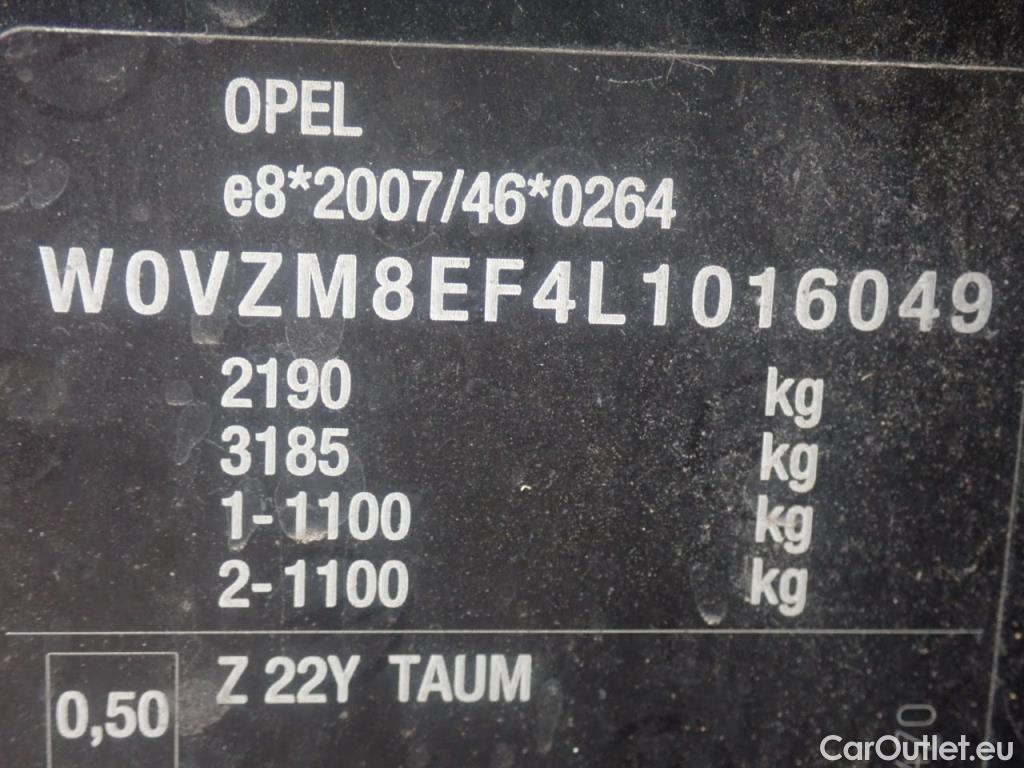 OPEL
e8*2007/46*0264
W0VZM8EF4L1016049
2190 kg
3185 kg
1-1100 kg
2-1100 kg
Z 22Y TAUM
0,50
CarOutlet.eu